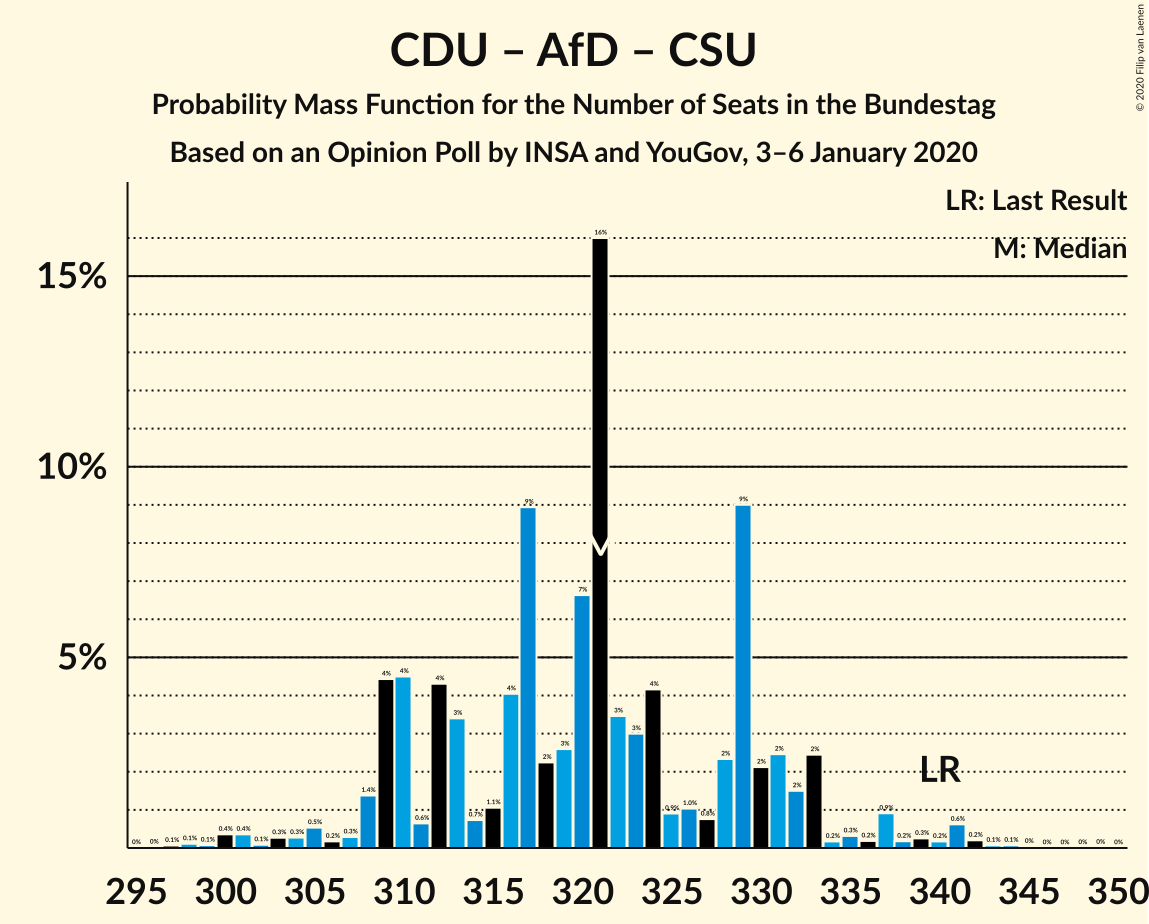 CDU – AfD – CSU
Probability Mass Function for the Number of Seats in the Bundestag
Based on an Opinion Poll by INSA and YouGov, 3–6 January 2020
© 2020 Filip van Laenen
LR: Last Result
M: Median
15%
10%
5%
0% 0% 0.1% 0.1% 0.1% 0.4% 0.4% 0.1% 0.3% 0.3% 0.5% 0.2% 0.3% 1.4% 4% 4% 0.6% 4% 3% 0.7% 1.1% 4% 9% 2% 3% 7% 16% 3% 3% 4% 0.9% 1.0% 0.8% 2% 9% 2% 2% 2% 2% 0.2% 0.3% 0.2% 0.9% 0.2% 0.3% 0.2% 0.6% 0.2% 0.1% 0.1% 0% 0% 0% 0% 0% 0%
LR
295 300 305 310 315 320 325 330 335 340 345 350